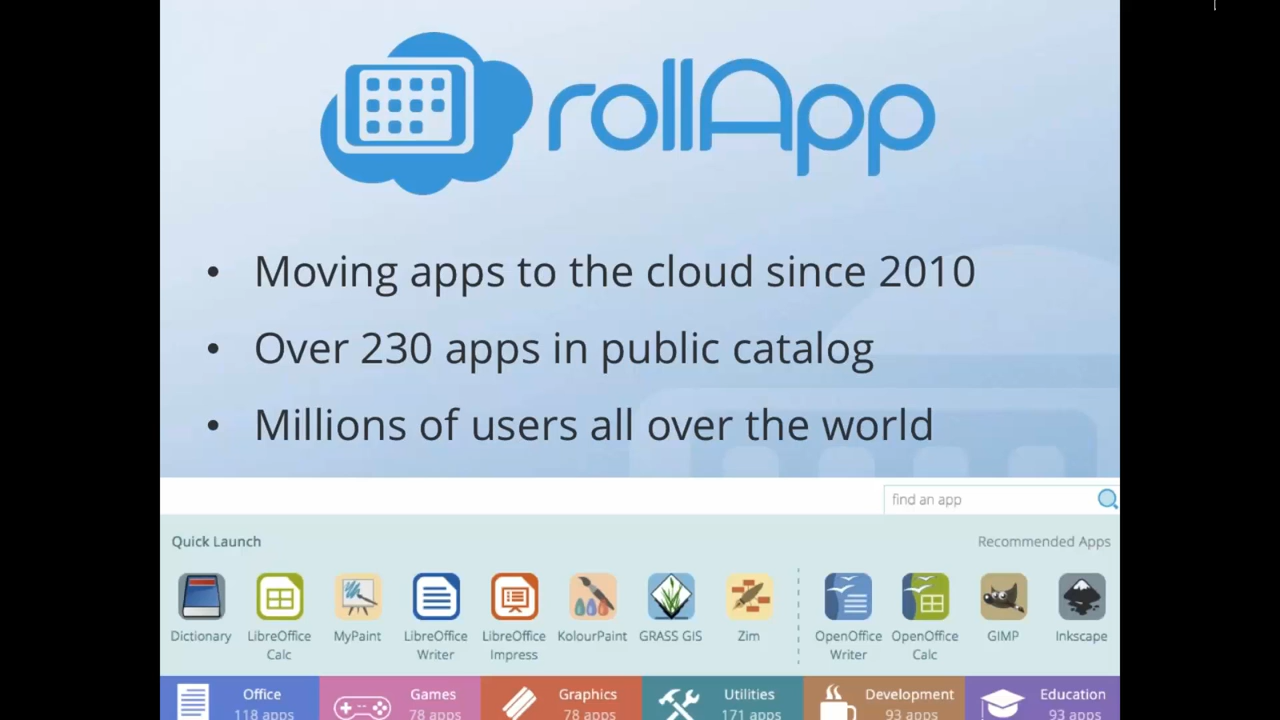 rollApp
• Moving apps to the cloud since 2010
• Over 230 apps in public catalog
• Millions of users all over the world
find an app
Quick Launch
Recommended Apps
Dictionary
LibreOffice Calc
MyPaint
LibreOffice Writer
LibreOffice Impress
KolourPaint
GRASS GIS
Zim
OpenOffice Writer
OpenOffice Calc
GIMP
Inkscape
Office
118 apps
Games
78 apps
Graphics
78 apps
Utilities
171 apps
Development
93 apps
Education
93 apps